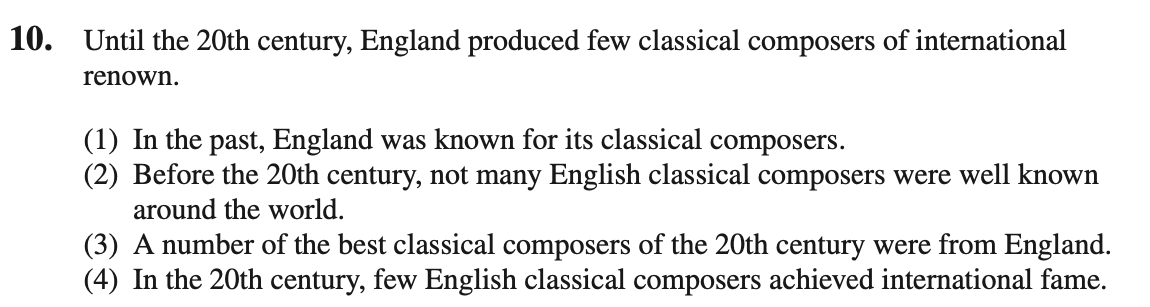 10. Until the 20th century, England produced few classical composers of international
renown.
(1) In the past, England was known for its classical composers.
(2) Before the 20th century, not many English classical composers were well known
around the world.
(3) A number of the best classical composers of the 20th century were from England.
(4) In the 20th century, few English classical composers achieved international fame.